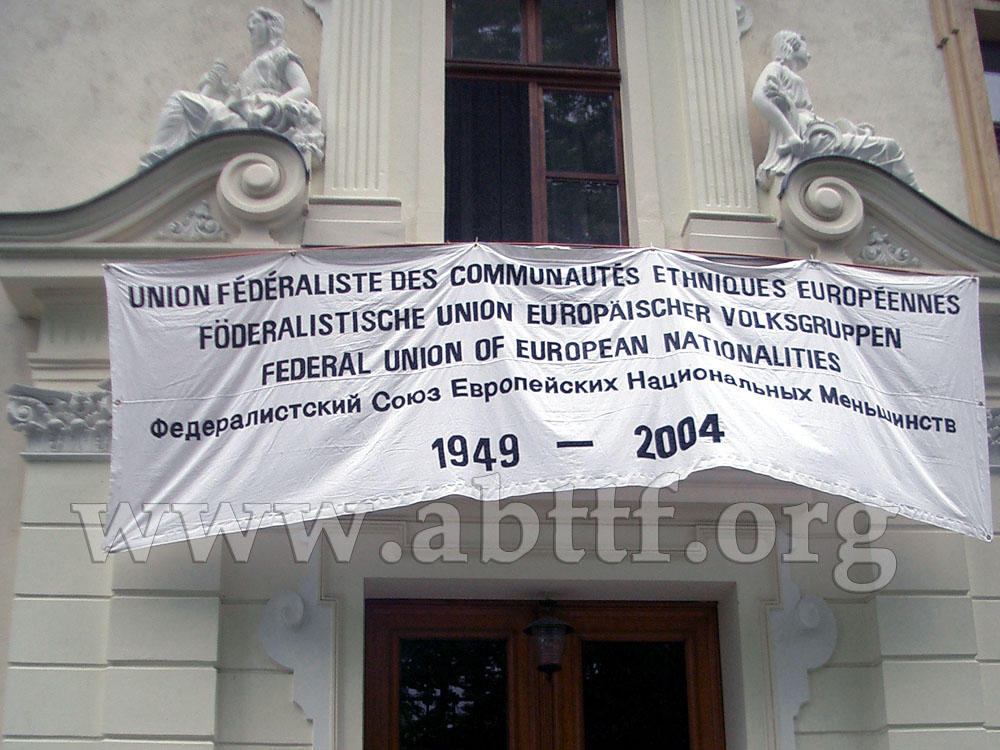 UNION FÉDÉRALISTE DES COMMUNAUTÉS ETHNIQUES EUROPÉENNES
FÖDERALISTISCHE UNION EUROPÄISCHER VOLKSGRUPPEN
FEDERAL UNION OF EUROPEAN NATIONALITIES
Федералистский Союз Европейских Национальных Меньшинств
1949 – 2004
www.abttf.org